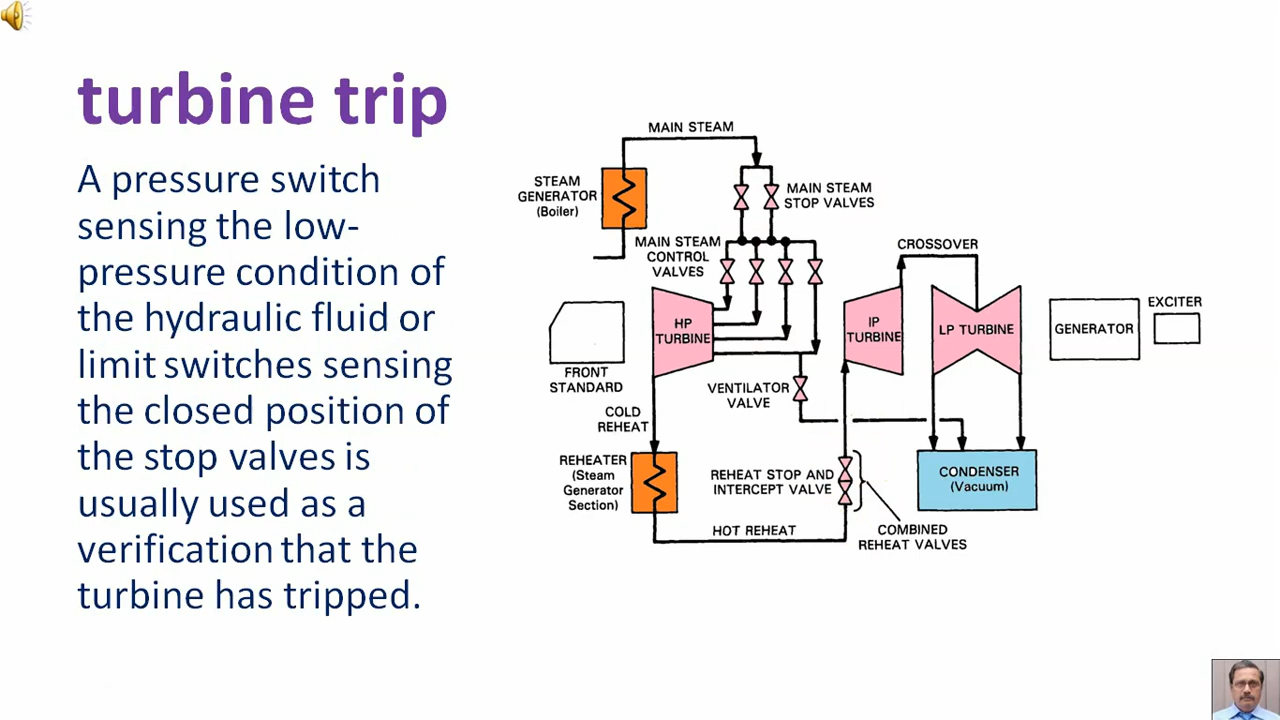 turbine trip
A pressure switch
sensing the low-
pressure condition of
the hydraulic fluid or
limit switches sensing
the closed position of
the stop valves is
usually used as a
verification that the
turbine has tripped.
MAIN STEAM
STEAM
GENERATOR
(Boiler)
MAIN STEAM
STOP VALVES
MAIN STEAM
CONTROL
VALVES
CROSSOVER
HP
TURBINE
IP
TURBINE
LP TURBINE
GENERATOR
EXCITER
FRONT
STANDARD
VENTILATOR
VALVE
COLD
REHEAT
REHEATER
(Steam
Generator
Section)
REHEAT STOP AND
INTERCEPT VALVE
CONDENSER
(Vacuum)
HOT REHEAT
COMBINED
REHEAT VALVES